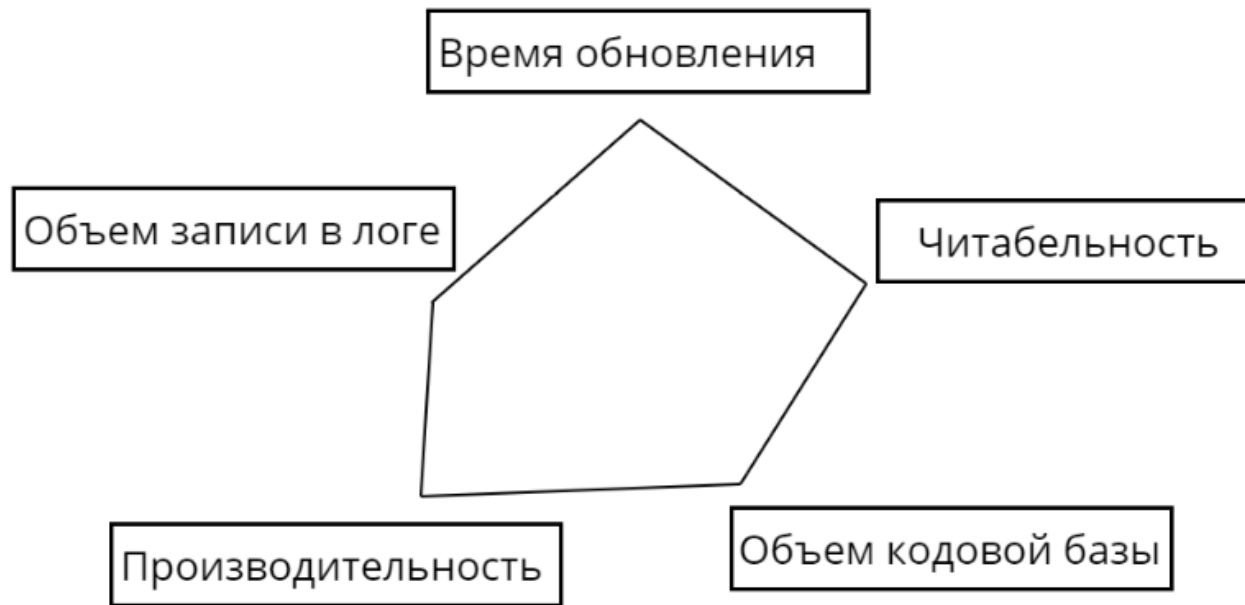 Время обновления
Объем записи в логе
Читабельность
Производительность
Объем кодовой базы